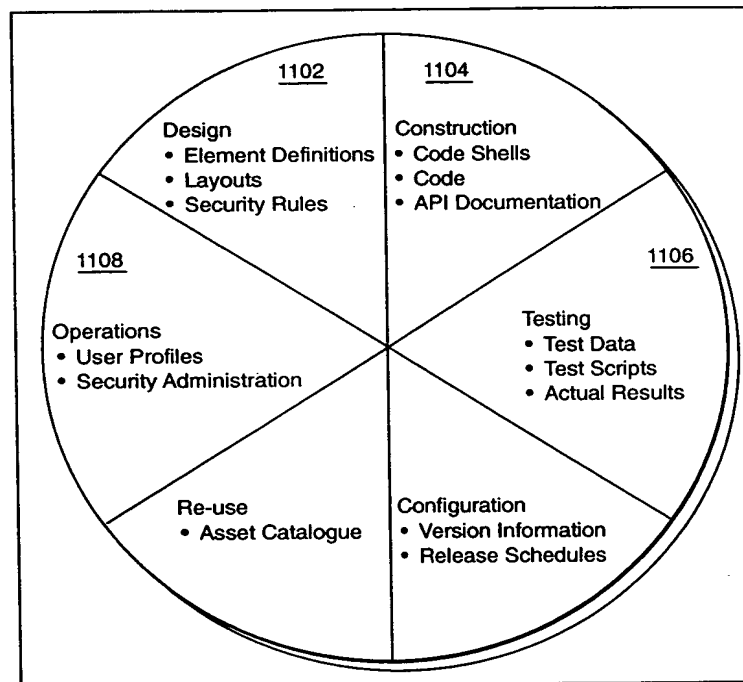 1102
Design
• Element Definitions
• Layouts
• Security Rules
1104
Construction
• Code Shells
• Code
• API Documentation
1108
Operations
• User Profiles
• Security Administration
1106
Testing
• Test Data
• Test Scripts
• Actual Results
Re-use
• Asset Catalogue
Configuration
• Version Information
• Release Schedules